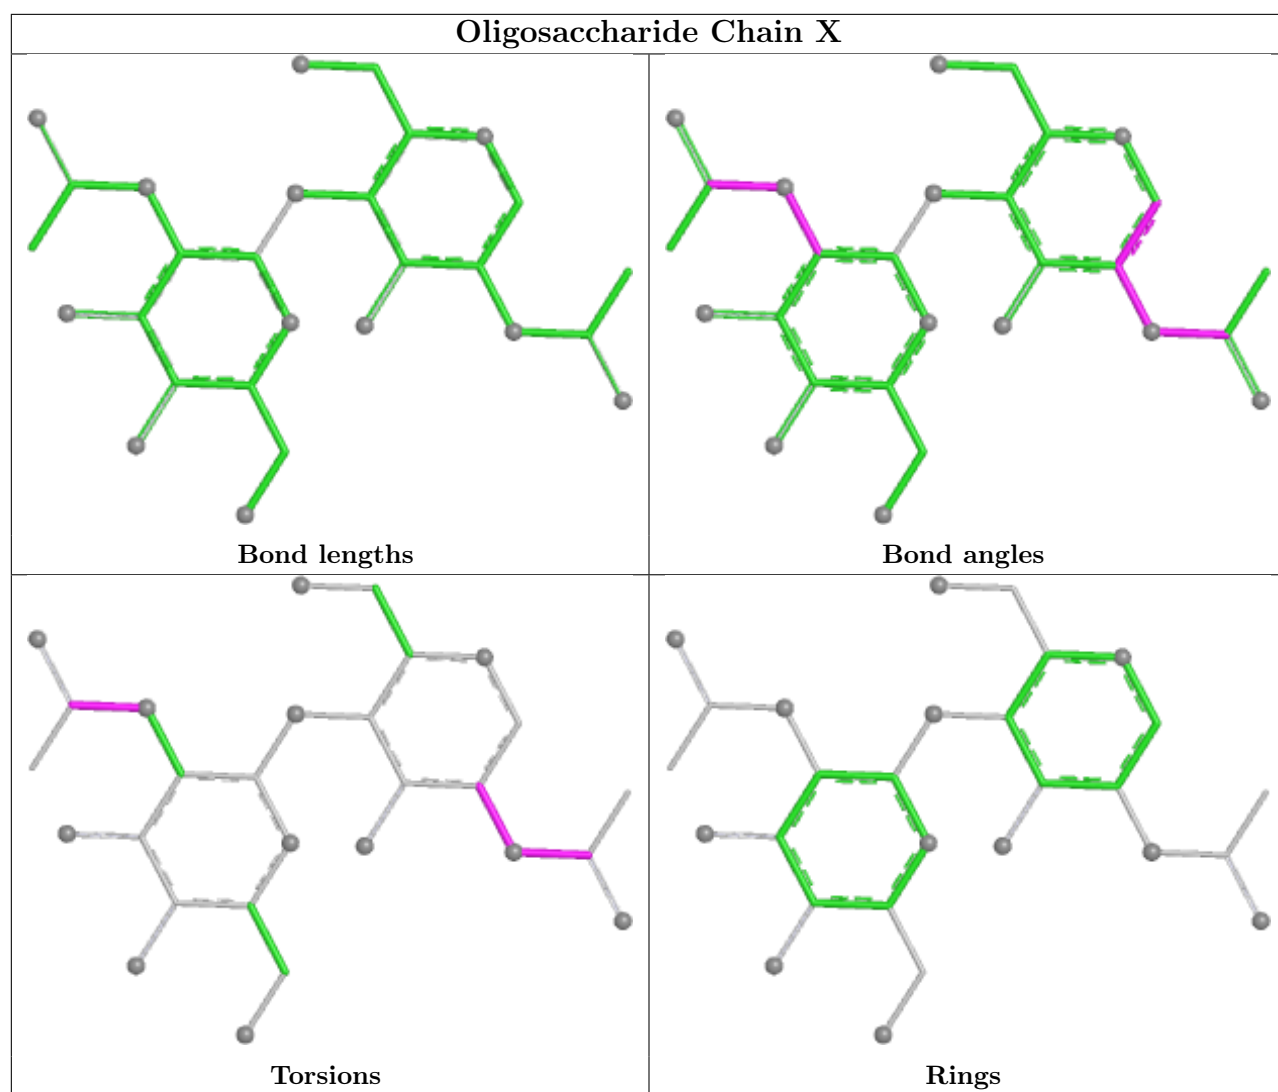 Oligosaccharide Chain X
Bond lengths
Bond angles
Torsions
Rings